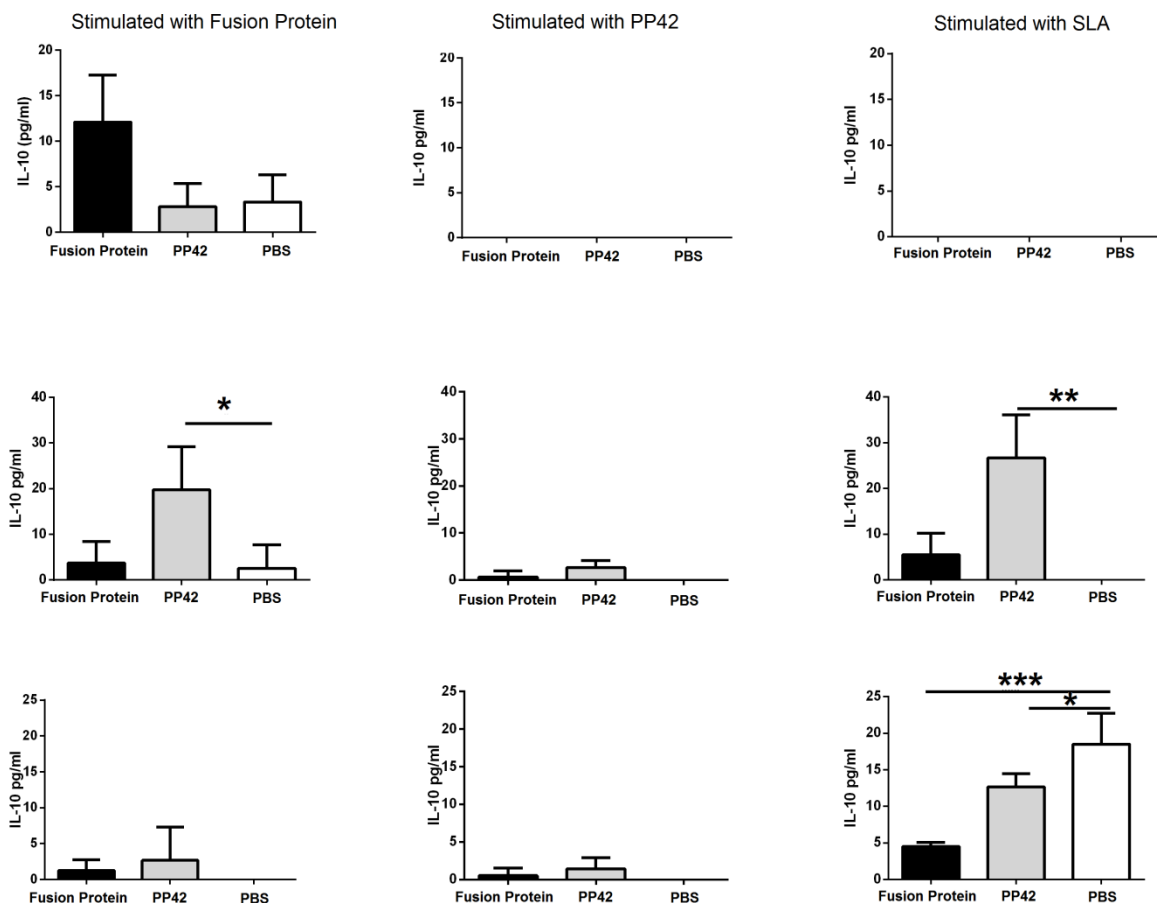 Stimulated with Fusion Protein
Stimulated with PP42
Stimulated with SLA
IL-10 (pg/ml)
20
15
10
5
0
Fusion Protein PP42 PBS
IL-10 pg/ml
20
15
10
5
0
Fusion Protein PP42 PBS
IL-10 pg/ml
20
15
10
5
0
Fusion Protein PP42 PBS
IL-10 pg/ml
40
30
20
10
0
*
Fusion Protein PP42 PBS
IL-10 pg/ml
40
30
20
10
0
Fusion Protein PP42 PBS
IL-10 pg/ml
40
30
20
10
0
**
Fusion Protein PP42 PBS
IL-10 pg/ml
25
20
15
10
5
0
Fusion Protein PP42 PBS
IL-10 pg/ml
25
20
15
10
5
0
Fusion Protein PP42 PBS
IL-10 pg/ml
25
20
15
10
5
0
***
*
Fusion Protein PP42 PBS